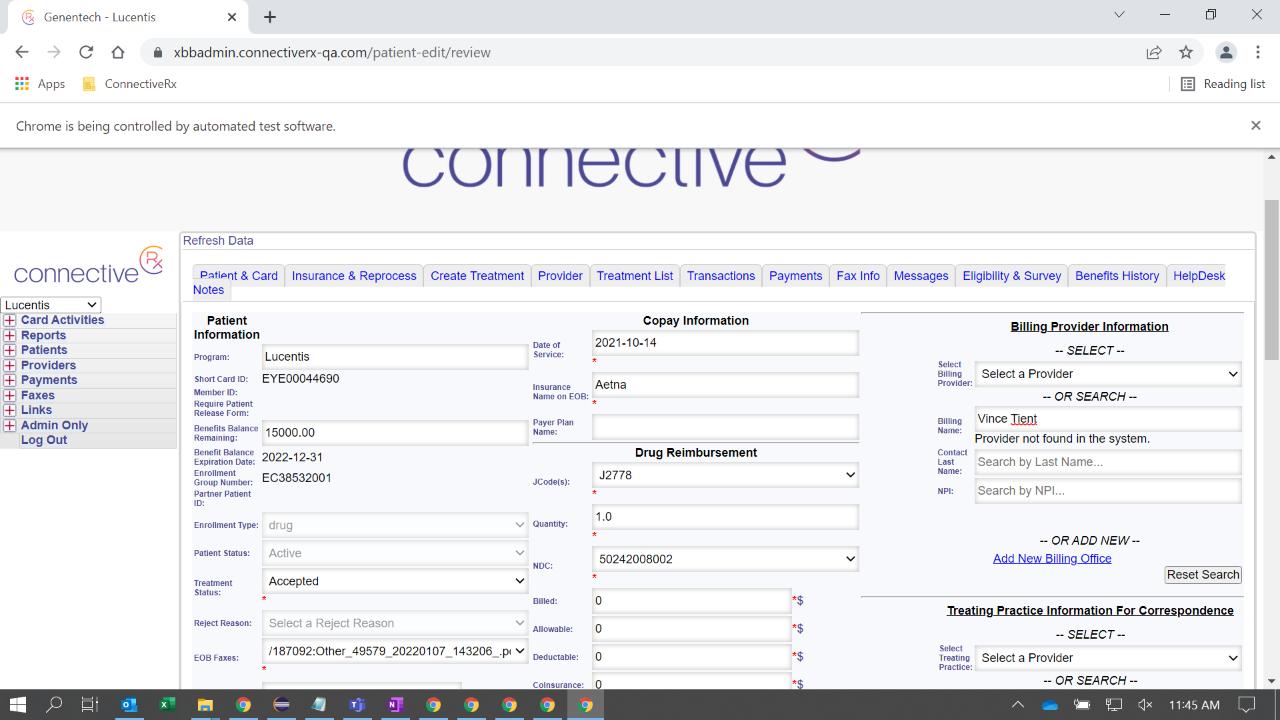 Genentech - Lucentis
xbbadmin.connectiverx-qa.com/patient-edit/review
Apps
ConnectiveRx
Reading list
Chrome is being controlled by automated test software.
connective Rx
Refresh Data
connective Rx
Patient & Card
Insurance & Reprocess
Create Treatment
Provider
Treatment List
Transactions
Payments
Fax Info
Messages
Eligibility & Survey
Benefits History
HelpDesk
Notes
Lucentis
Card Activities
Reports
Patients
Providers
Payments
Faxes
Links
Admin Only
Log Out
Patient
Information
Program:
Lucentis
Short Card ID:
EYE00044690
Member ID:
Require Patient
Release Form:
Benefits Balance
Remaining:
15000.00
Benefit Balance
Expiration Date:
2022-12-31
Enrollment
Group Number:
EC38532001
Partner Patient
ID:
Enrollment Type:
drug
Patient Status:
Active
Treatment
Status:
Accepted
*
Reject Reason:
Select a Reject Reason
EOB Faxes:
/187092:Other_49579_20220107_143206_.p
*
Copay Information
Date of
Service:
2021-10-14
*
Insurance
Name on EOB:
Aetna
*
Payer Plan
Name:
Drug Reimbursement
JCode(s):
J2778
*
Quantity:
1.0
*
NDC:
50242008002
*
Billed:
0
*$
Allowable:
0
*$
Deductable:
0
*$
CoInsurance:
0
*$
Billing Provider Information
-- SELECT --
Select
Billing
Provider:
Select a Provider
-- OR SEARCH --
Billing
Name:
Vince Tient
Provider not found in the system.
Contact
Last
Name:
Search by Last Name...
NPI:
Search by NPI...
-- OR ADD NEW --
Add New Billing Office
Reset Search
Treating Practice Information For Correspondence
-- SELECT --
Select
Treating
Practice:
Select a Provider
-- OR SEARCH --
11:45 AM